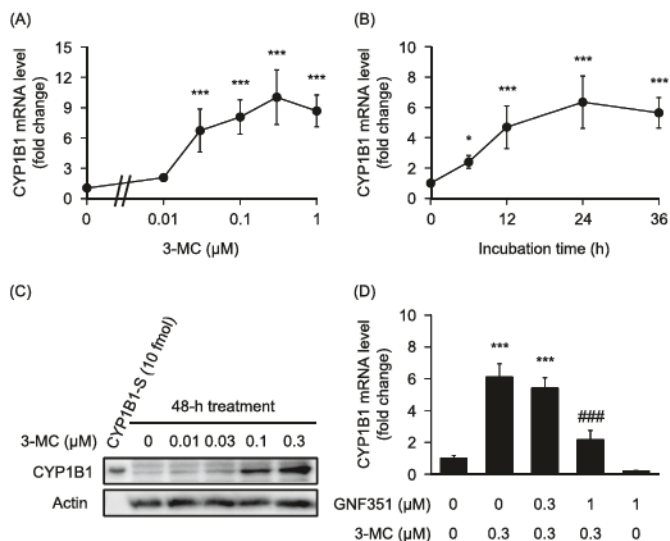 (A)
CYP1B1 mRNA level
(fold change)
15
12
9
6
3
0
***
***
***
***
0
0.01
0.1
1
3-MC (μM)
(B)
CYP1B1 mRNA level
(fold change)
10
8
6
4
2
0
*
***
***
***
0
12
24
36
Incubation time (h)
(C)
CYP1B1-S (10 fmol)
48-h treatment
3-MC (μM) 0 0.01 0.03 0.1 0.3
CYP1B1
Actin
(D)
CYP1B1 mRNA level
(fold change)
10
8
6
4
2
0
***
***
###
GNF351 (μM) 0 0 0.3 1 1
3-MC (μM) 0 0.3 0.3 0.3 0